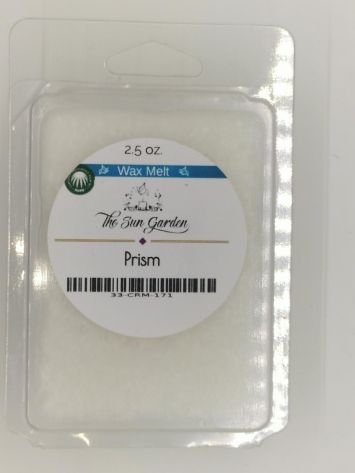 2.5 oz.
Wax Melt
The Sun Garden
Prism
33-CRM-171